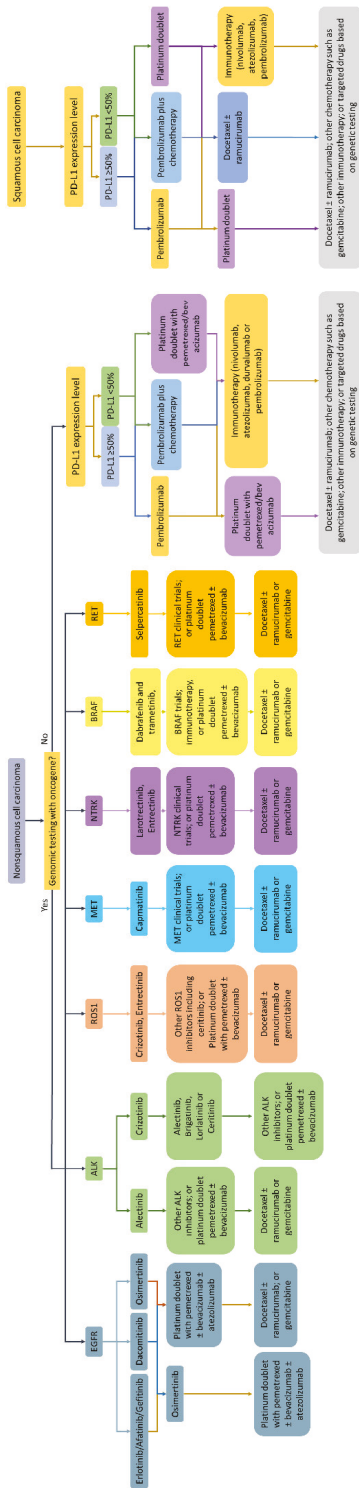 Nonsquamous cell carcinoma
Genomic testing with oncogene?
Yes
No
EGFR
Erlotinib/Afatinib/Gefitinib
Dacomitinib
Osimertinib
Osimertinib
Platinum doublet
with pemetrexed
± bevacizumab ±
atezolizumab
Platinum doublet
with pemetrexed
± bevacizumab ±
atezolizumab
Docetaxel ±
ramucirumab; or
gemcitabine
ALK
Alectinib
Crizotinib
Other ALK
inhibitors; or
platinum doublet
pemetrexed ±
bevacizumab
Alectinib,
Brigatinib,
Lorlatinib or
Ceritinib
Docetaxel ±
ramucirumab or
gemcitabine
Other ALK
inhibitors; or
platinum doublet
pemetrexed ±
bevacizumab
ROS1
Crizotinib, Entrectinib
Other ROS1
inhibitors including
ceritinib; or
Platinum doublet
with pemetrexed ±
bevacizumab
Docetaxel ±
ramucirumab or
gemcitabine
MET
Capmatinib
MET clinical trials;
or platinum
doublet
pemetrexed ±
bevacizumab
Docetaxel ±
ramucirumab or
gemcitabine
NTRK
Larotrectinib,
Entrectinib
NTRK clinical
trials; or platinum
doublet
pemetrexed ±
bevacizumab
Docetaxel ±
ramucirumab or
gemcitabine
BRAF
Dabrafenib and
trametinib,
BRAF trials;
immunotherapy,
or platinum
doublet
pemetrexed ±
bevacizumab
Docetaxel ±
ramucirumab or
gemcitabine
RET
Selpercatinib
RET clinical trials;
or platinum
doublet
pemetrexed ±
bevacizumab
Docetaxel ±
ramucirumab or
gemcitabine
PD-L1 expression level
PD-L1 ≥50%
PD-L1 <50%
Pembrolizumab
Pembrolizumab plus
chemotherapy
Platinum
doublet with
pemetrexed/bev
acizumab
Platinum
doublet with
pemetrexed/bev
acizumab
Immunotherapy (nivolumab,
atezolizumab, durvalumab or
pembrolizumab)
Docetaxel ± ramucirumab; other chemotherapy such as
gemcitabine; other immunotherapy; or targeted drugs based
on genetic testing
Squamous cell carcinoma
PD-L1 expression level
PD-L1 ≥50%
PD-L1 <50%
Pembrolizumab
Pembrolizumab plus
chemotherapy
Platinum doublet
Platinum doublet
Docetaxel ±
ramucirumab
Immunotherapy
(nivolumab,
atezolizumab,
pembrolizumab)
Docetaxel ± ramucirumab; other chemotherapy such as
gemcitabine; other immunotherapy; or targeted drugs based
on genetic testing